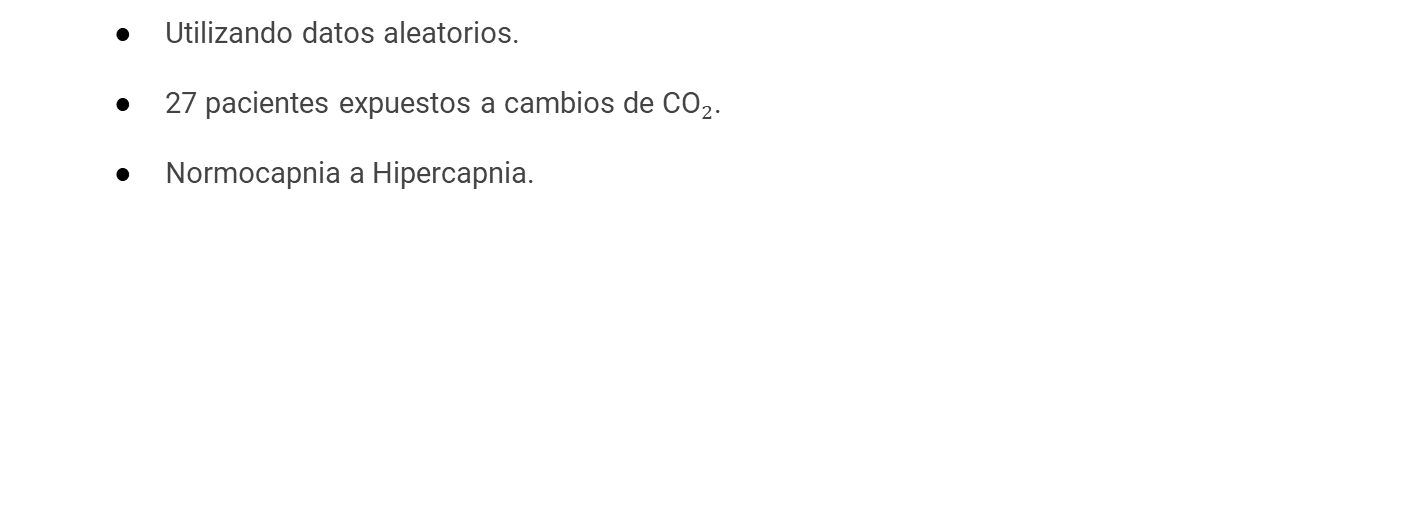 ● Utilizando datos aleatorios.
● 27 pacientes expuestos a cambios de CO₂.
● Normocapnia a Hipercapnia.